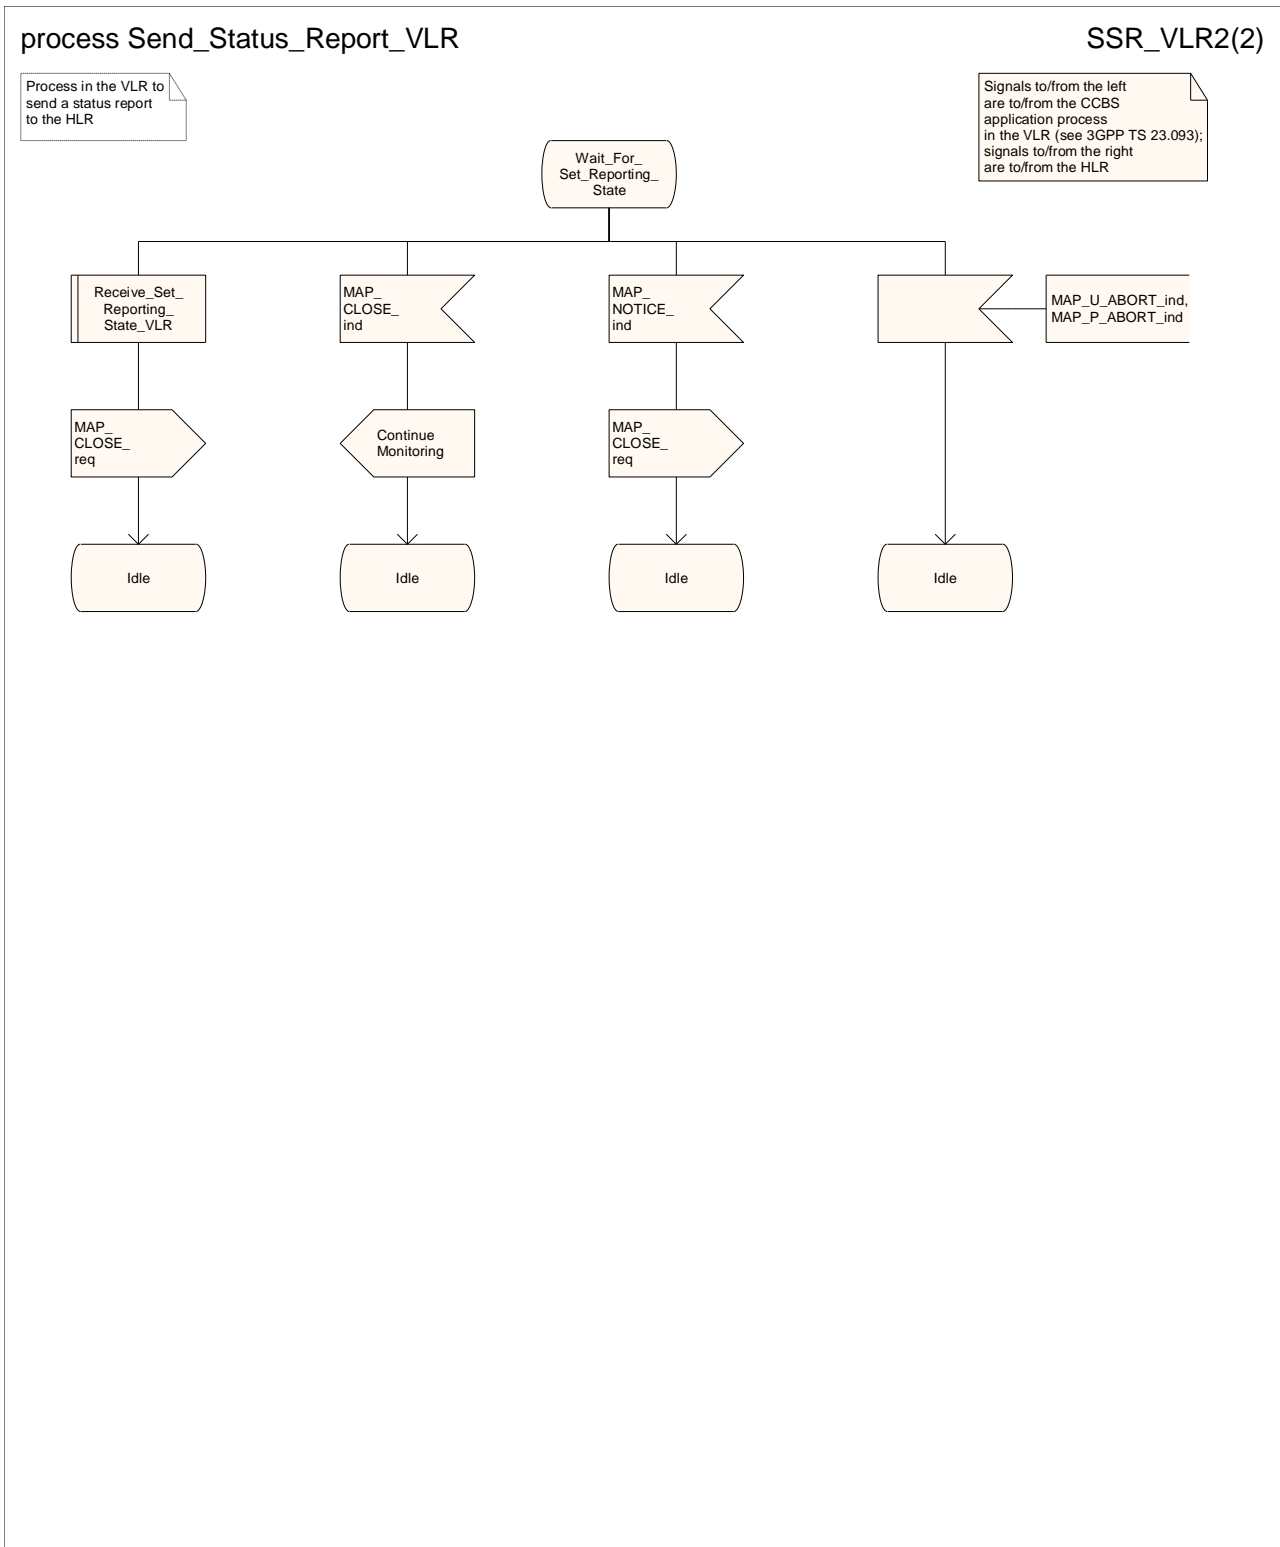 process Send_Status_Report_VLR
SSR_VLR2(2)
Process in the VLR to
send a status report
to the HLR
Signals to/from the left
are to/from the CCBS
application process
in the VLR (see 3GPP TS 23.093);
signals to/from the right
are to/from the HLR
Wait_For_
Set_Reporting_
State
Receive_Set_
Reporting_
State_VLR
MAP_
CLOSE_
ind
MAP_
NOTICE_
ind
MAP_U_ABORT_ind,
MAP_P_ABORT_ind
MAP_
CLOSE_
req
Continue
Monitoring
MAP_
CLOSE_
req
Idle
Idle
Idle
Idle